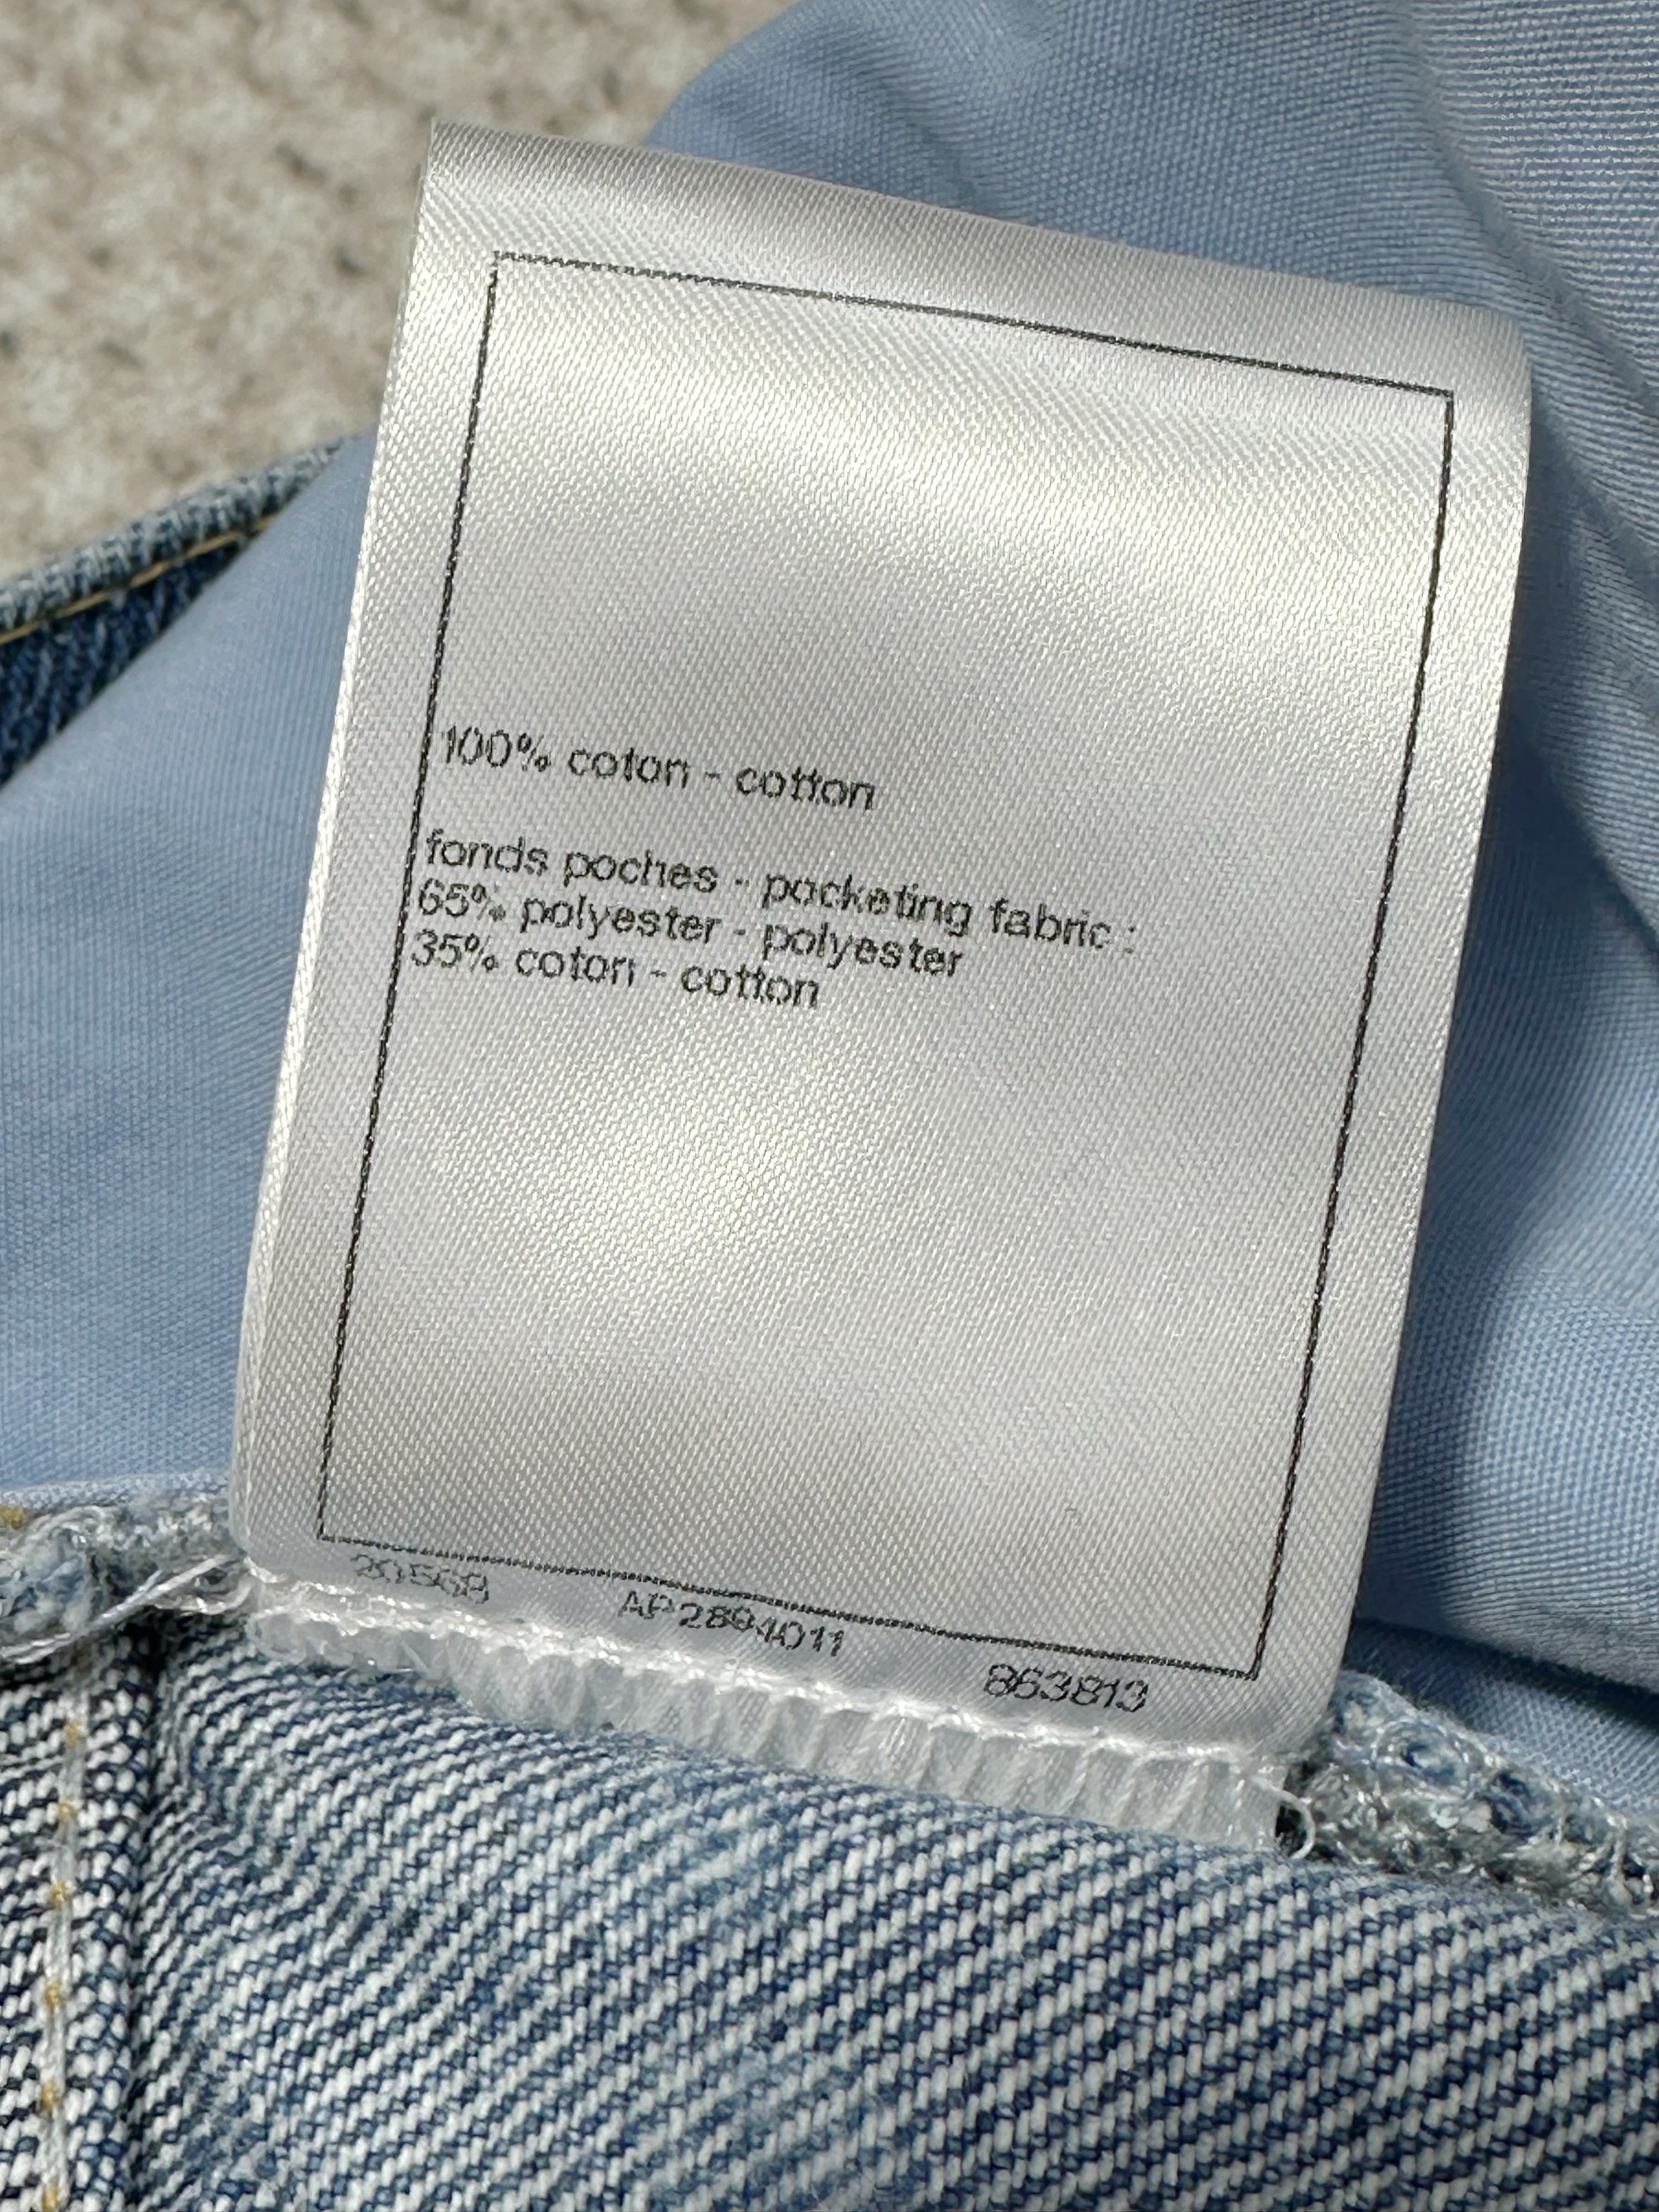 100% coton - cotton
fonds poches - pocketing fabric :
65% polyester - polyester
35% coton - cotton
20568 AP2894011 863813